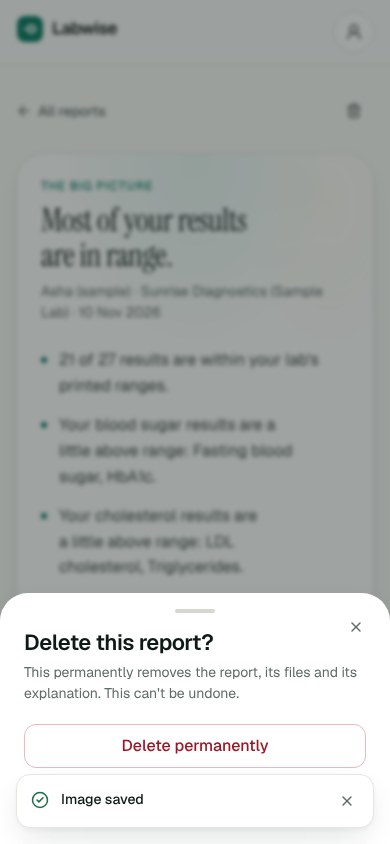 Labwise
All reports
THE BIG PICTURE
Most of your results
are in range.
Asha (sample) · Sunrise Diagnostics (Sample
Lab) · 10 Nov 2026
21 of 27 results are within your lab's
printed ranges.
Your blood sugar results are a
little above range: Fasting blood
sugar, HbA1c.
Your cholesterol results are
a little above range: LDL
cholesterol, Triglycerides.
Delete this report?
This permanently removes the report, its files and its
explanation. This can't be undone.
Delete permanently
Image saved